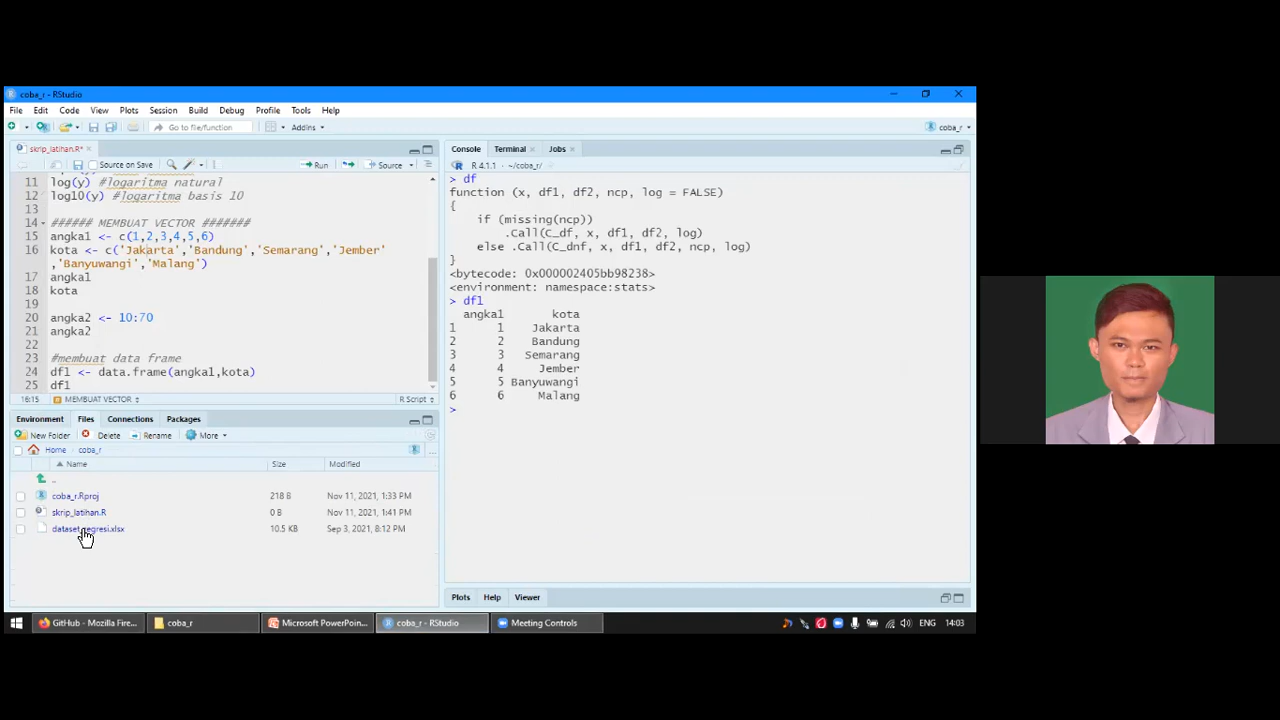 coba_r - RStudio
File Edit Code View Plots Session Build Debug Profile Tools Help
Go to file/function Addins coba_r
skrip_latihan.R*
Source on Save Run Source
11 log(y) #logaritma natural
12 log10(y) #logaritma basis 10
13
14 ###### MEMBUAT VECTOR #######
15 angka1 <- c(1,2,3,4,5,6)
16 kota <- c('Jakarta','Bandung','Semarang','Jember'
,'Banyuwangi','Malang')
17 angka1
18 kota
19
20 angka2 <- 10:70
21 angka2
22
23 #membuat data frame
24 df1 <- data.frame(angka1,kota)
25 df1
16:15 MEMBUAT VECTOR R Script
Environment Files Connections Packages
New Folder Delete Rename More
Home coba_r
Name Size Modified
..
coba_r.Rproj 218 B Nov 11, 2021, 1:33 PM
skrip_latihan.R 0 B Nov 11, 2021, 1:41 PM
dataset_regresi.xlsx 10.5 KB Sep 3, 2021, 8:12 PM
Console Terminal Jobs
R 4.1.1 · ~/coba_r/
> df
function (x, df1, df2, ncp, log = FALSE)
{
if (missing(ncp))
.Call(C_df, x, df1, df2, log)
else .Call(C_dnf, x, df1, df2, ncp, log)
}
<bytecode: 0x000002405bb98238>
<environment: namespace:stats>
> df1
angka1 kota
1 1 Jakarta
2 2 Bandung
3 3 Semarang
4 4 Jember
5 5 Banyuwangi
6 6 Malang
>
Plots Help Viewer
GitHub - Mozilla Fire... coba_r Microsoft PowerPoin... coba_r - RStudio Meeting Controls ENG 14:03